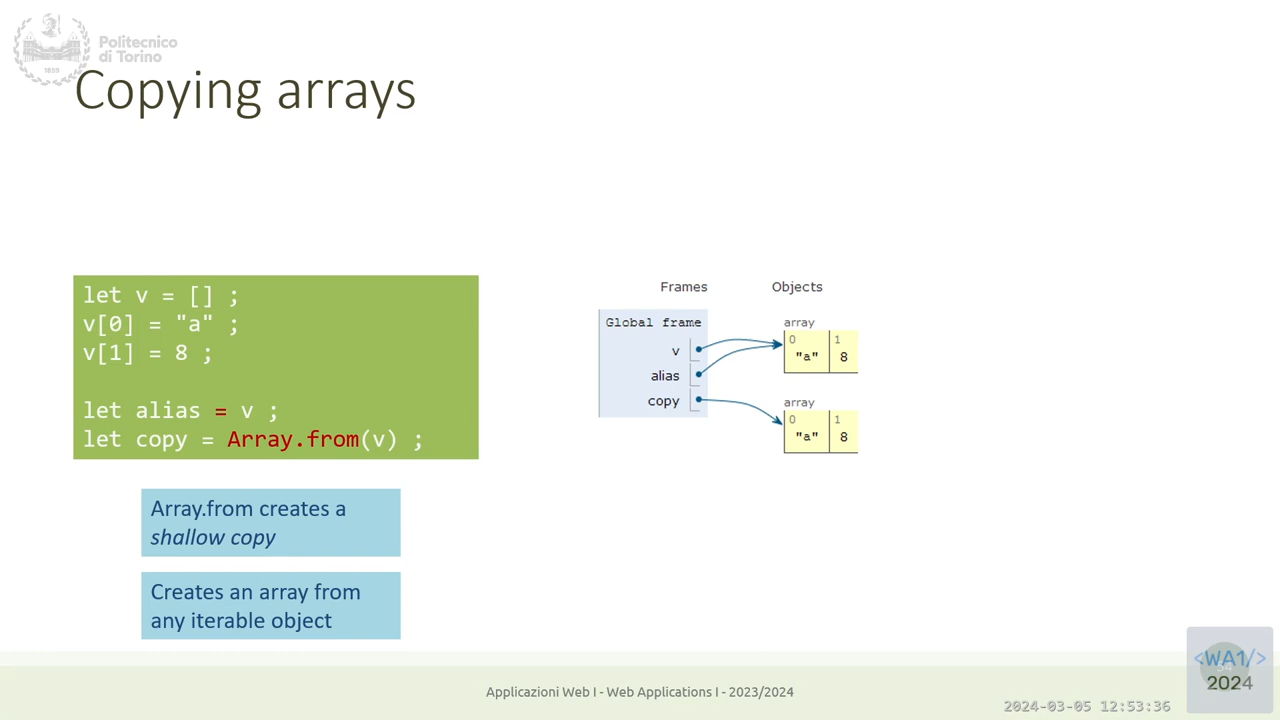 Politecnico
di Torino
1859
Copying arrays
let v = [] ;
v[0] = "a" ;
v[1] = 8 ;
let alias = v ;
let copy = Array.from(v) ;
Array.from creates a
shallow copy
Creates an array from
any iterable object
Frames
Objects
Global frame
v
alias
copy
array
0 1
"a" 8
array
0 1
"a" 8
Applicazioni Web I - Web Applications I - 2023/2024
2024-03-05 12:53:36
<WA1/>
2024